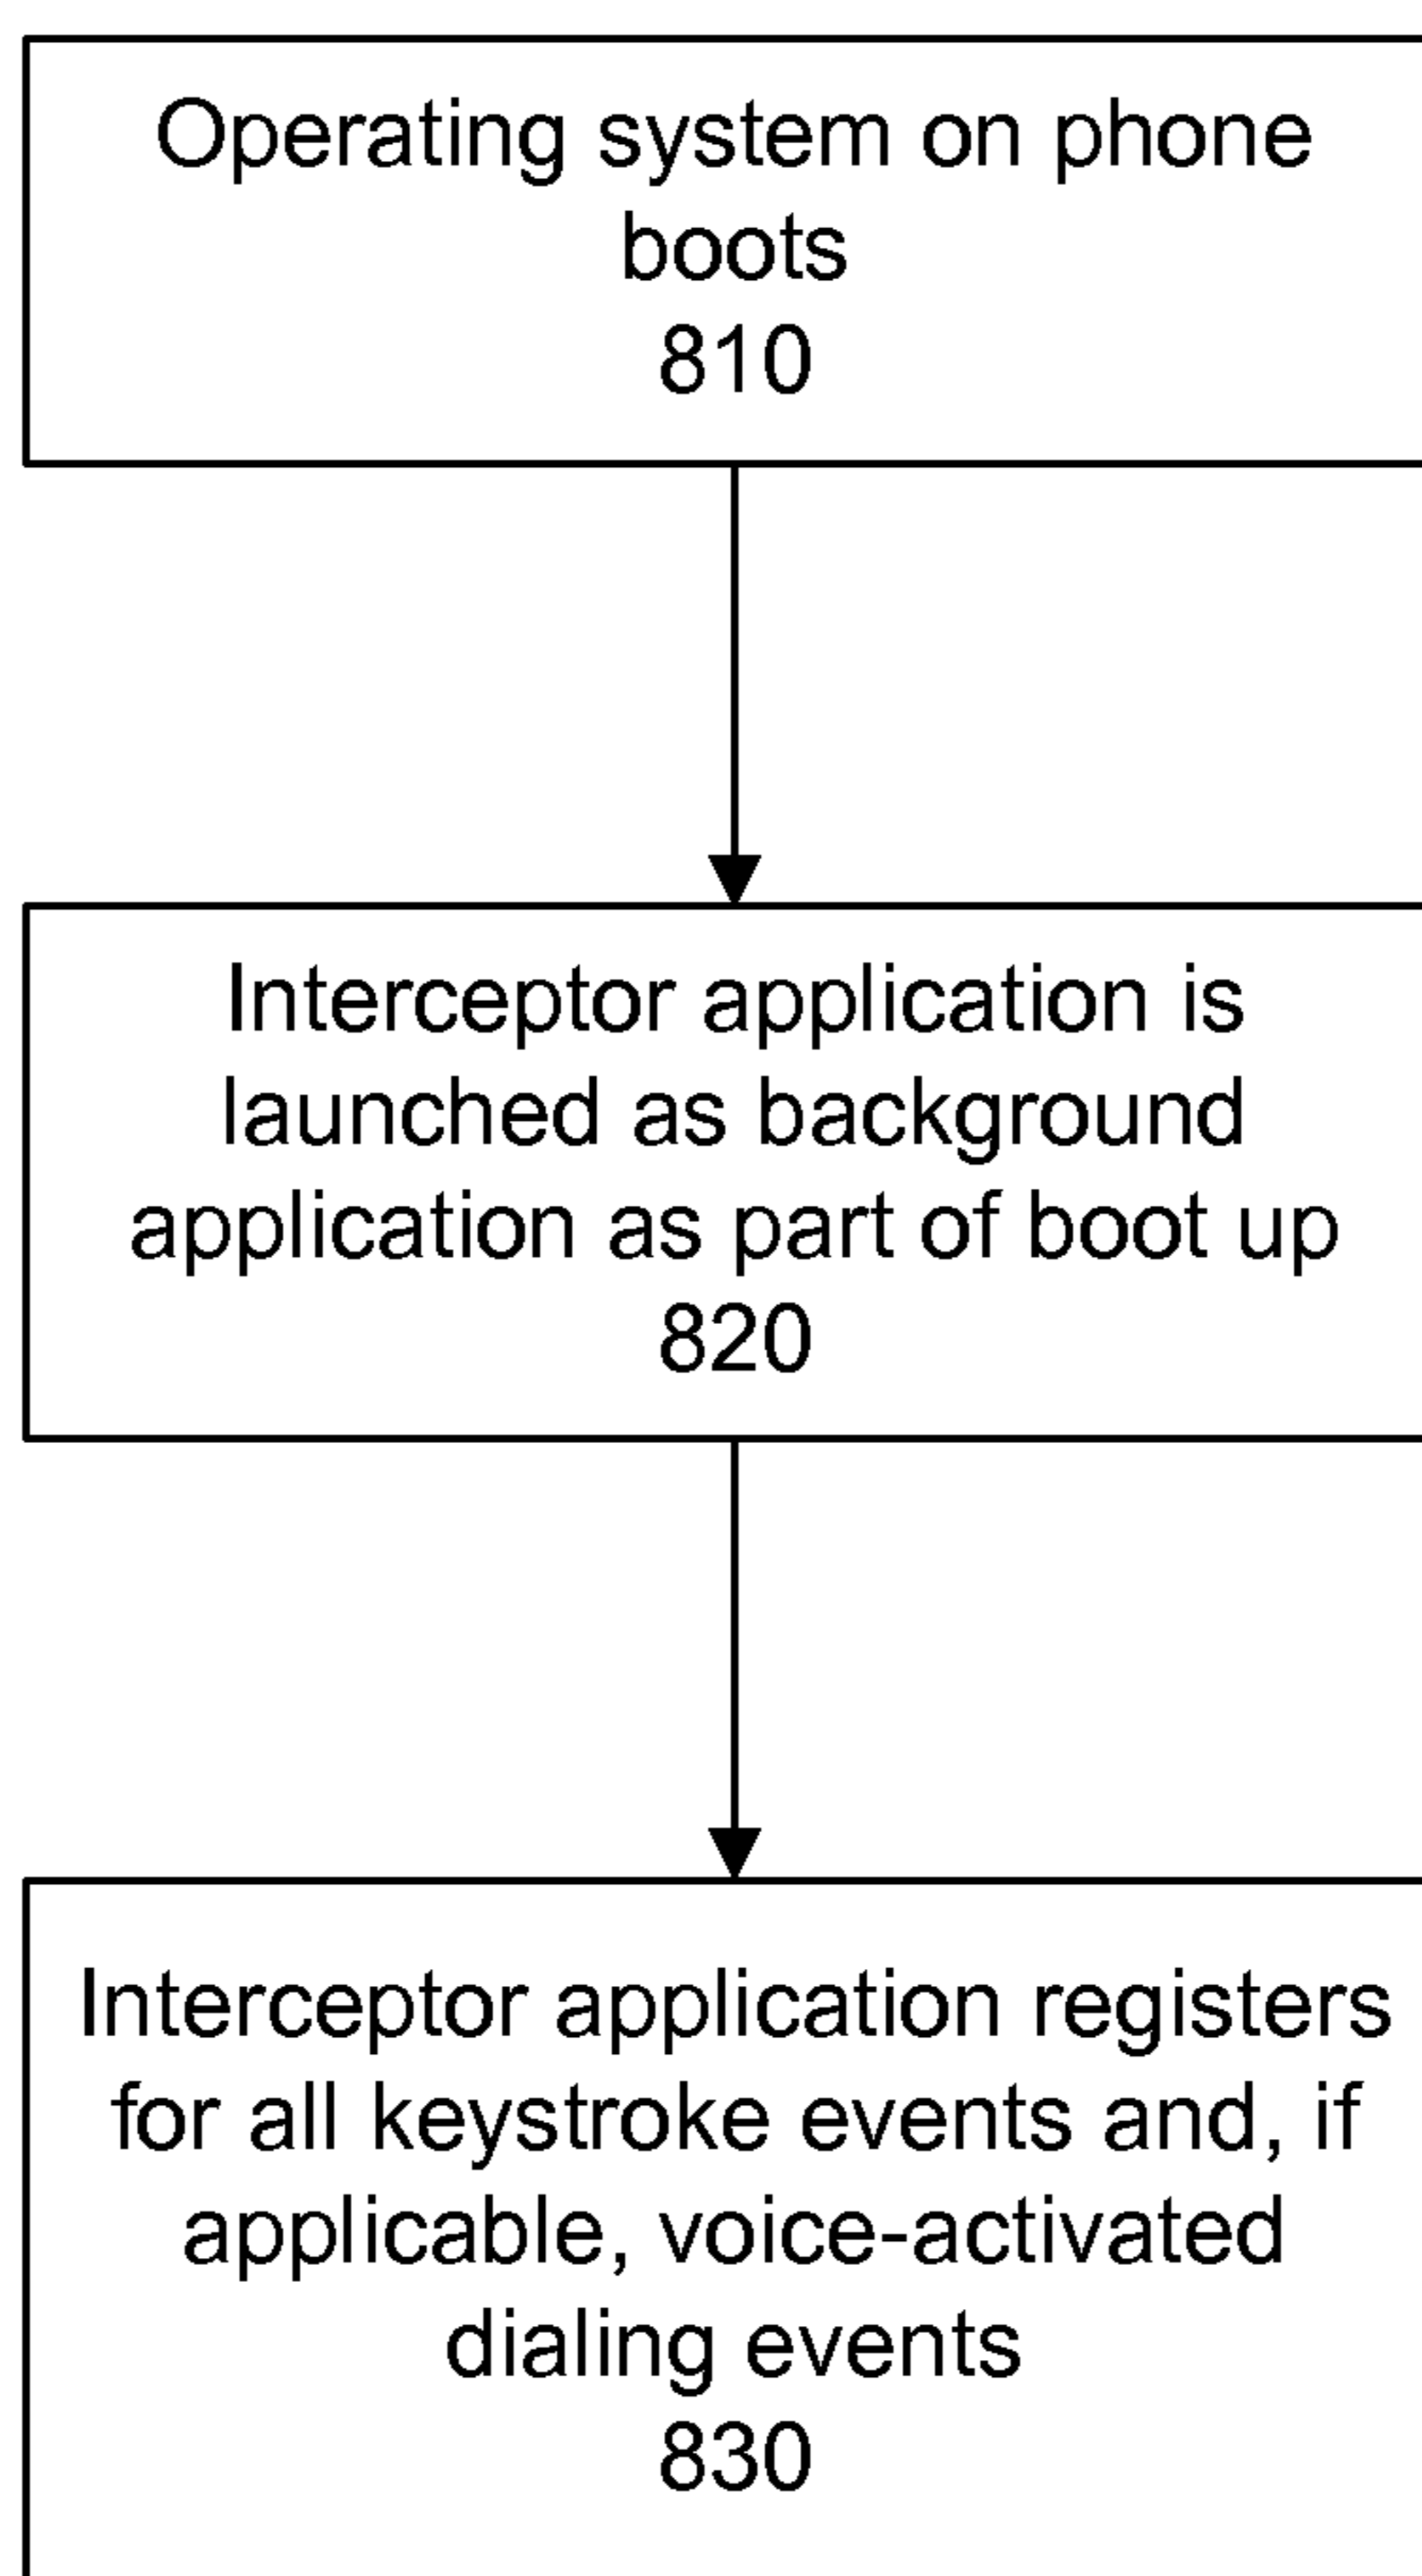 Operating system on phone
boots
810
Interceptor application is
launched as background
application as part of boot up
820
Interceptor application registers
for all keystroke events and, if
applicable, voice-activated
dialing events
830